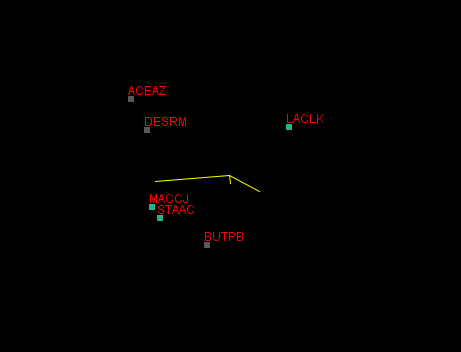 ACEAZ
LACLK
DESRM
MACCJ
STAAC
BUTPB